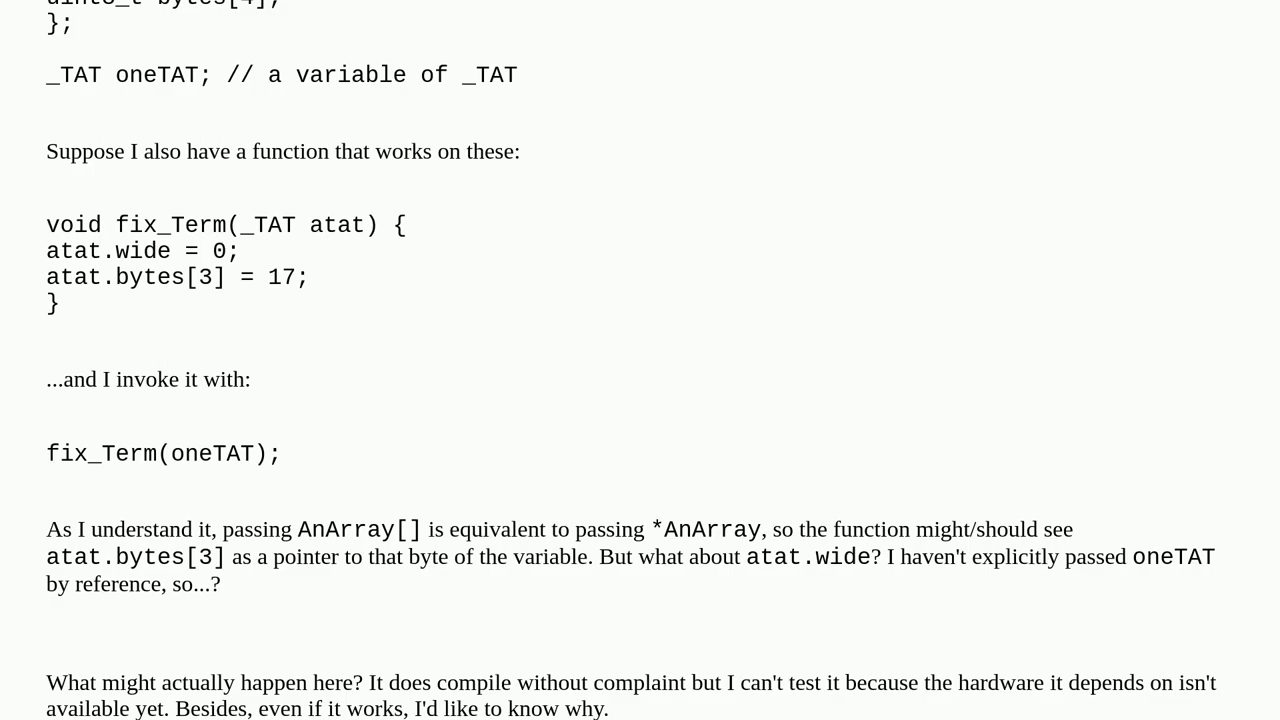 uint8_t bytes[4];
};
_TAT oneTAT; // a variable of _TAT
Suppose I also have a function that works on these:
void fix_Term(_TAT atat) {
atat.wide = 0;
atat.bytes[3] = 17;
}
...and I invoke it with:
fix_Term(oneTAT);
As I understand it, passing AnArray[] is equivalent to passing *AnArray, so the function might/should see
atat.bytes[3] as a pointer to that byte of the variable. But what about atat.wide? I haven't explicitly passed oneTAT
by reference, so...?
What might actually happen here? It does compile without complaint but I can't test it because the hardware it depends on isn't
available yet. Besides, even if it works, I'd like to know why.